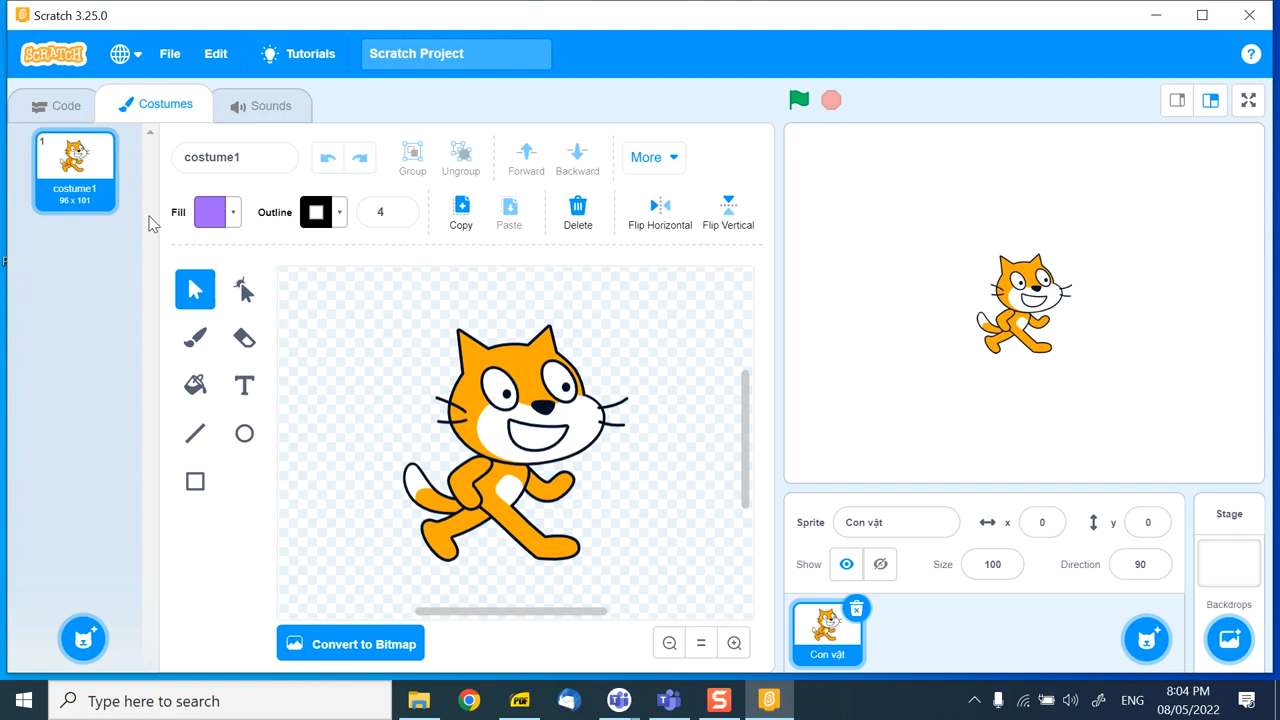 Scratch 3.25.0
SCRATCH
File
Edit
Tutorials
Scratch Project
?
Code
Costumes
Sounds
1
costume1
96 x 101
costume1
Group
Ungroup
Forward
Backward
More
Fill
Outline
4
Copy
Paste
Delete
Flip Horizontal
Flip Vertical
T
Convert to Bitmap
Sprite
Con vật
x
0
y
0
Show
Size
100
Direction
90
Con vật
Stage
Backdrops
Type here to search
PDF
ENG
8:04 PM
08/05/2022